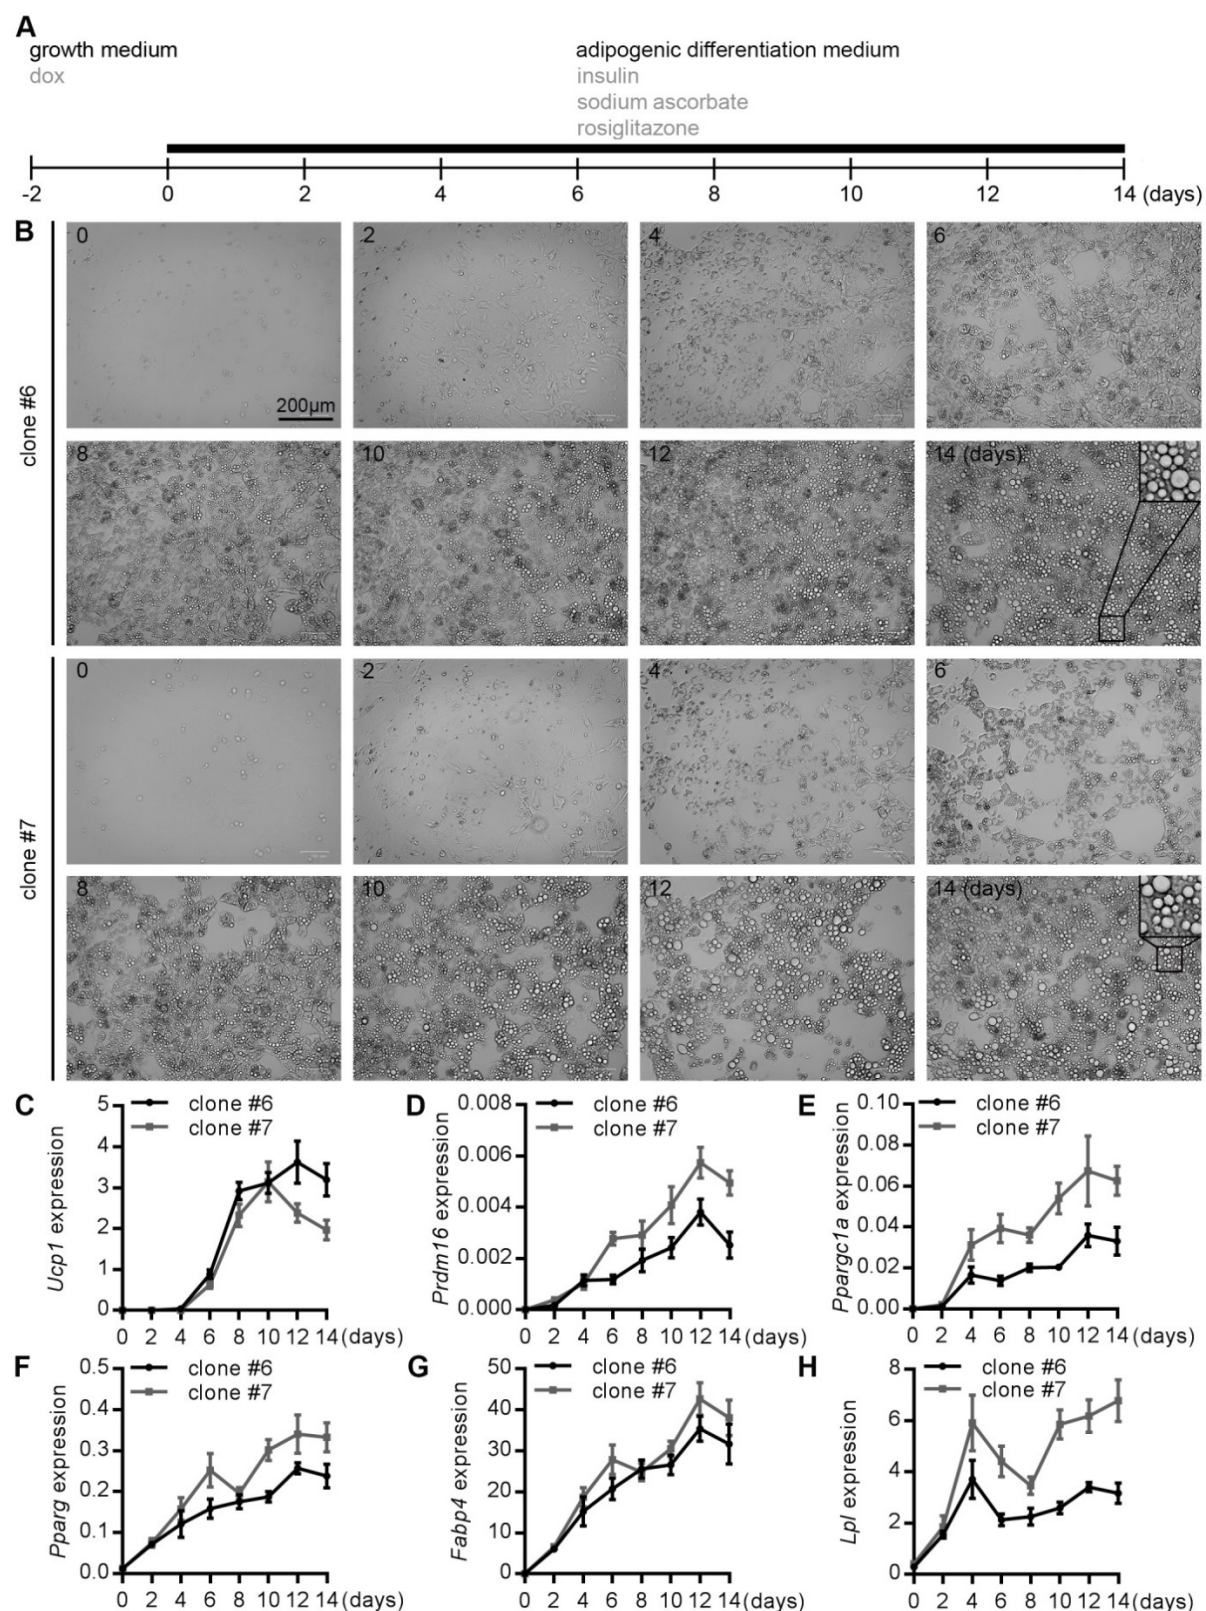 A
growth medium
dox
adipogenic differentiation medium
insulin
sodium ascorbate
rosiglitazone
-2 0 2 4 6 8 10 12 14 (days)
B
clone #6
0 2 4 6
200µm
8 10 12 14 (days)
clone #7
0 2 4 6
8 10 12 14 (days)
C
clone #6
clone #7
Ucp1 expression
5
4
3
2
1
0
0 2 4 6 8 10 12 14 (days)
D
clone #6
clone #7
Prdm16 expression
0.008
0.006
0.004
0.002
0.000
0 2 4 6 8 10 12 14 (days)
E
clone #6
clone #7
Ppargc1a expression
0.10
0.08
0.06
0.04
0.02
0.00
0 2 4 6 8 10 12 14 (days)
F
clone #6
clone #7
Pparg expression
0.5
0.4
0.3
0.2
0.1
0.0
0 2 4 6 8 10 12 14 (days)
G
clone #6
clone #7
Fabp4 expression
50
40
30
20
10
0
0 2 4 6 8 10 12 14 (days)
H
clone #6
clone #7
Lpl expression
8
6
4
2
0
0 2 4 6 8 10 12 14 (days)